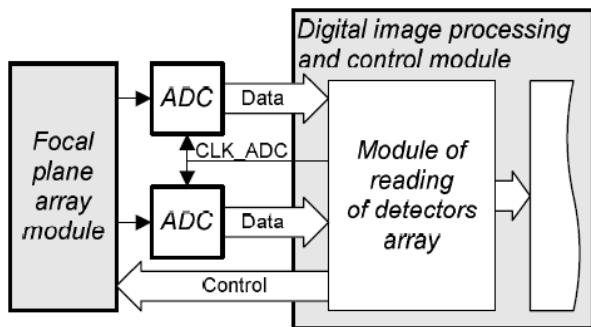 Digital image processing
and control module
ADC
Data
Focal
plane
array
module
CLK_ADC
Module of
reading
of detectors
array
ADC
Data
Control